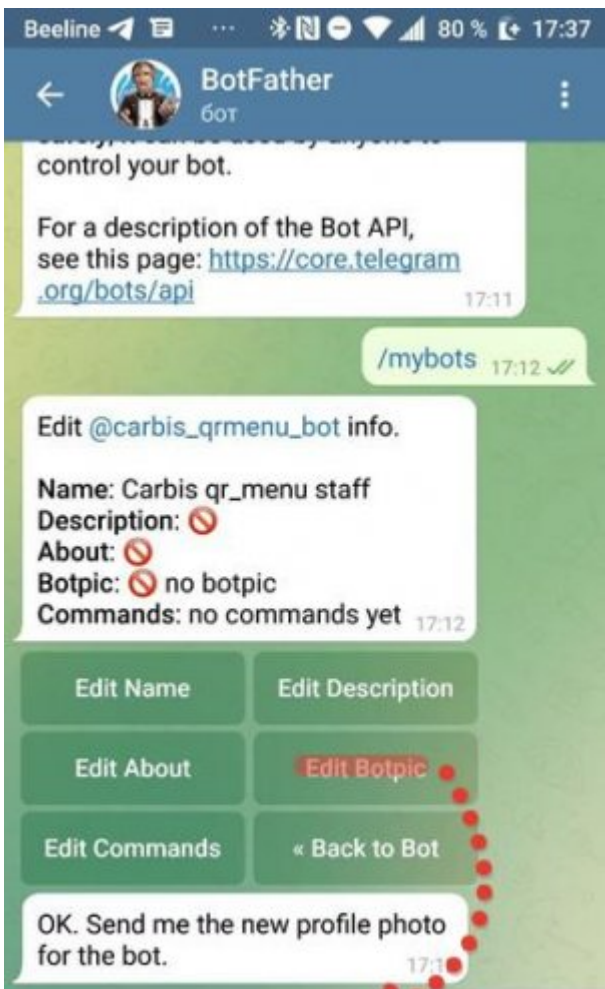 Beeline ... 80 % 17:37
BotFather
бот
control your bot.
For a description of the Bot API,
see this page: https://core.telegram
.org/bots/api
17:11
/mybots 17:12
Edit @carbis_qrmenu_bot info.
Name: Carbis qr_menu staff
Description:
About:
Botpic: no botpic
Commands: no commands yet 17:12
Edit Name Edit Description
Edit About Edit Botpic
Edit Commands « Back to Bot
OK. Send me the new profile photo
for the bot.